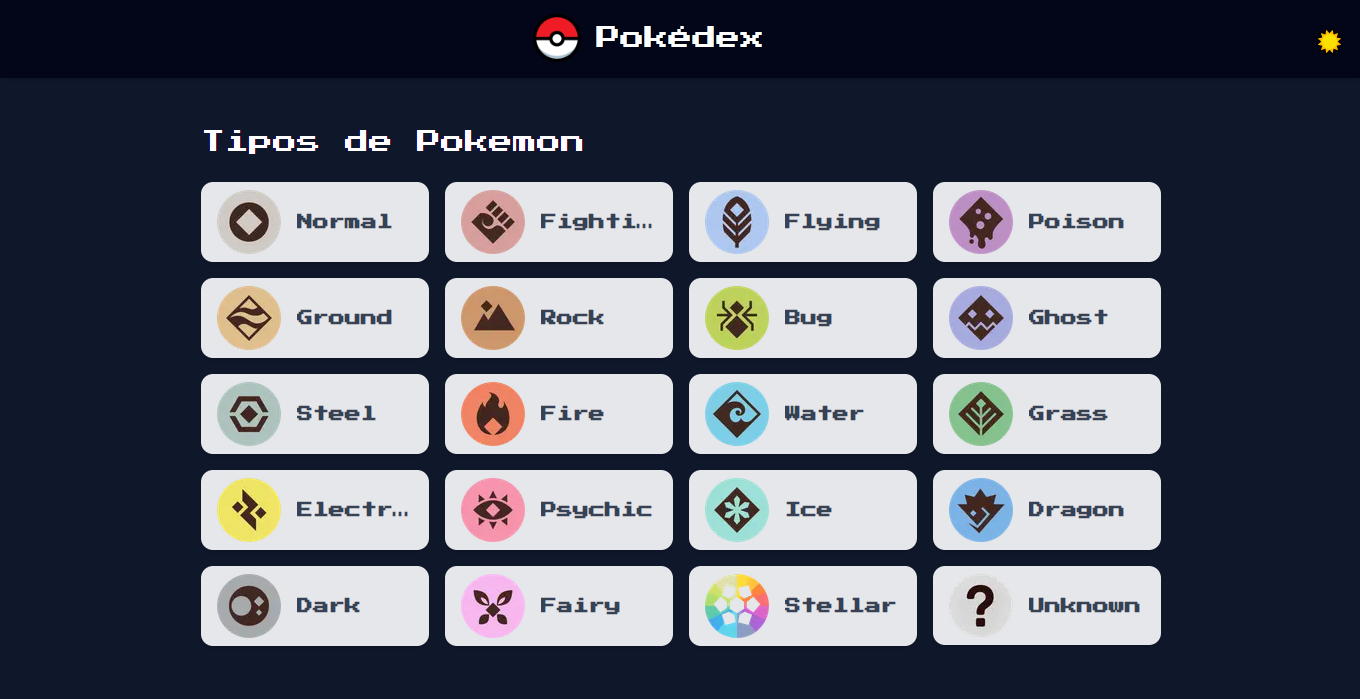 Pokédex
Tipos de Pokemon
Normal
Fighti...
Flying
Poison
Ground
Rock
Bug
Ghost
Steel
Fire
Water
Grass
Electr...
Psychic
Ice
Dragon
Dark
Fairy
Stellar
?
Unknown